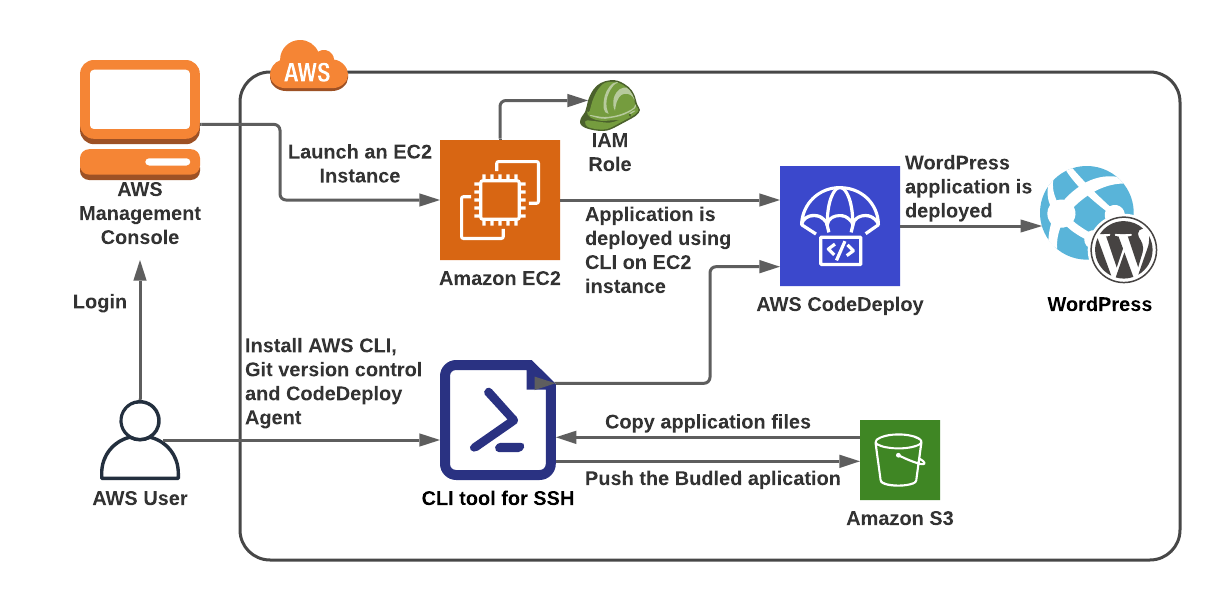 AWS
AWS
Management
Console
Launch an EC2
Instance
IAM
Role
Amazon EC2
Application is
deployed using
CLI on EC2
instance
WordPress
application is
deployed
AWS CodeDeploy
WordPress
Login
Install AWS CLI,
Git version control
and CodeDeploy
Agent
AWS User
CLI tool for SSH
Copy application files
Push the Budled aplication
Amazon S3